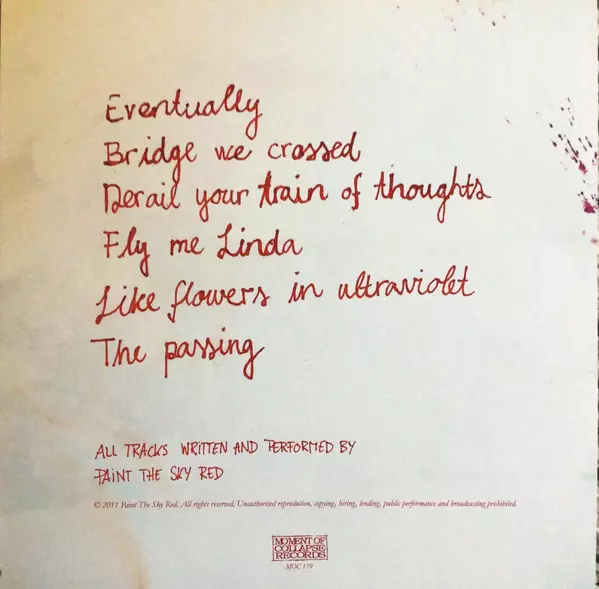 Eventually
Bridge we crossed
Derail your train of thoughts
Fly me Linda
Like flowers in ultraviolet
The passing
ALL TRACKS WRITTEN AND PERFORMED BY
PAINT THE SKY RED
© 2011 Paint The Sky Red. All rights reserved. Unauthorised reprodution, copying, hiring, lending, public performance and broadcasting prohibited.
MOMENT OF
COLLAPSE
RECORDS
MOC 179